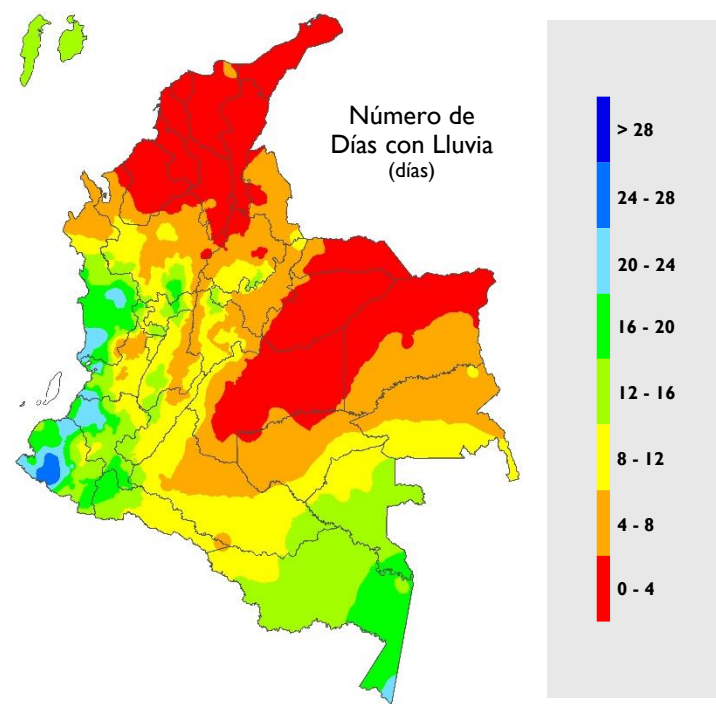 Número de
Días con Lluvia
(días)
> 28
24 - 28
20 - 24
16 - 20
12 - 16
8 - 12
4 - 8
0 - 4